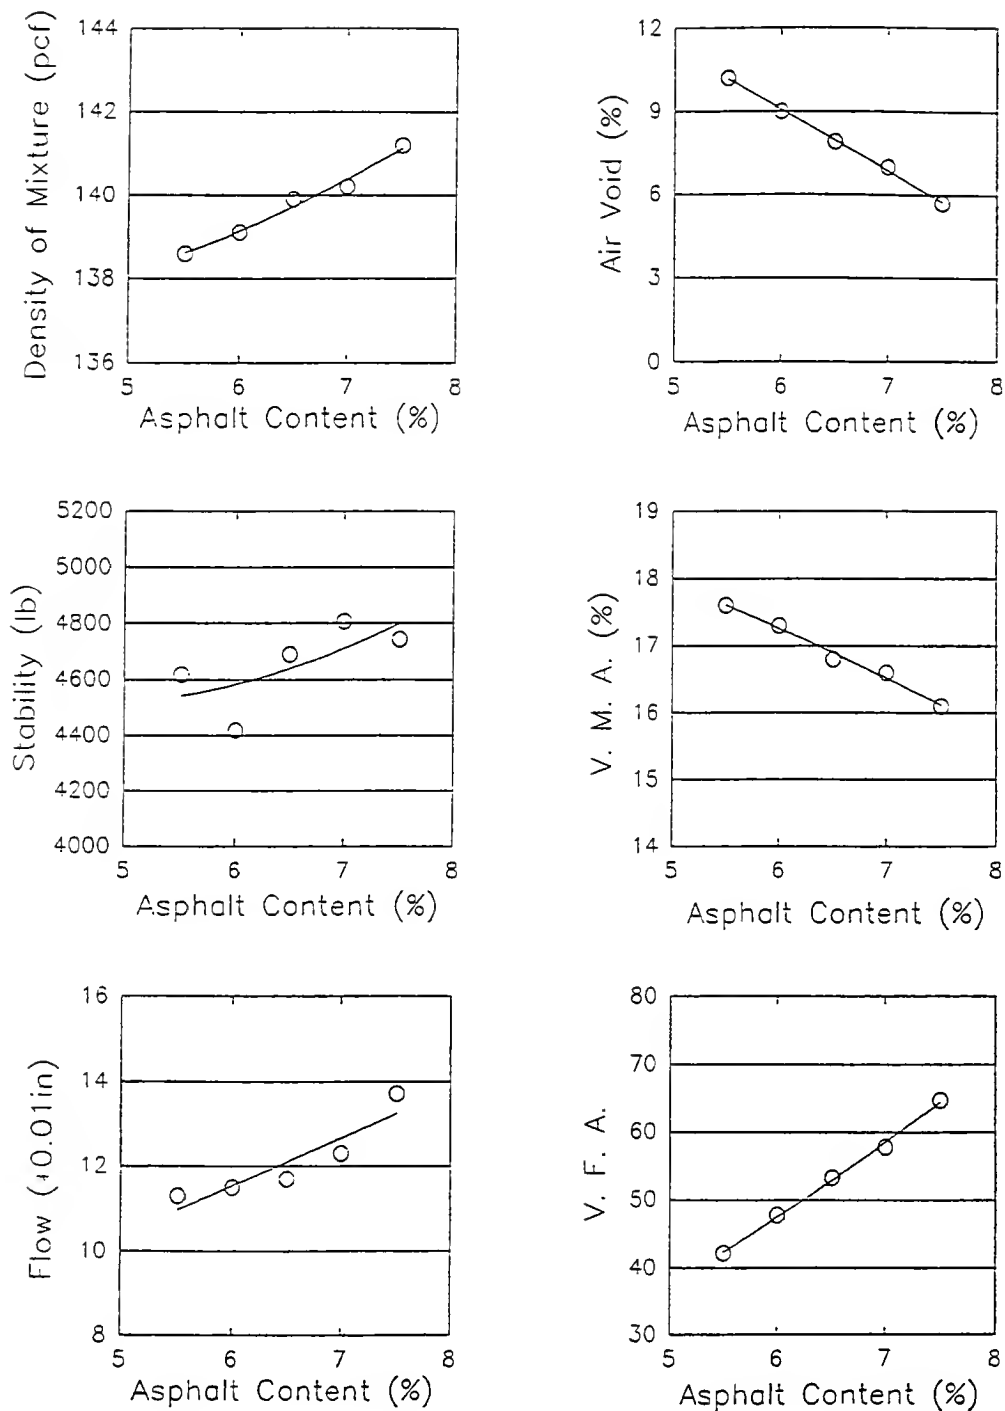 Density of Mixture (pcf)
144
142
140
138
136
5 6 7 8
Asphalt Content (%)
Air Void (%)
12
9
6
3
0
5 6 7 8
Asphalt Content (%)
Stability (lb)
5200
5000
4800
4600
4400
4200
4000
5 6 7 8
Asphalt Content (%)
V. M. A. (%)
19
18
17
16
15
14
5 6 7 8
Asphalt Content (%)
Flow (+0.01in)
16
14
12
10
8
5 6 7 8
Asphalt Content (%)
V. F. A.
80
70
60
50
40
30
5 6 7 8
Asphalt Content (%)